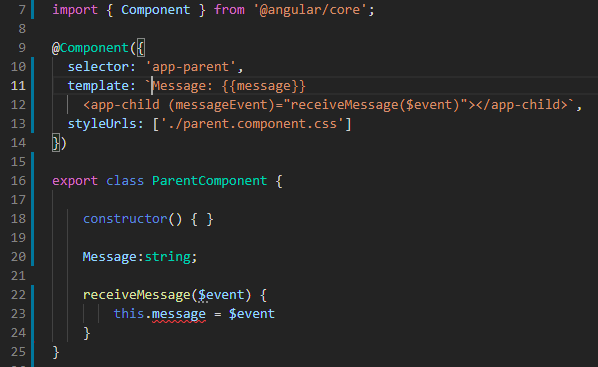 7 import { Component } from '@angular/core';
8
9 @Component({
10 selector: 'app-parent',
11 template: `Message: {{message}}
12 <app-child (messageEvent)="receiveMessage($event)"></app-child>`,
13 styleUrls: ['./parent.component.css']
14 })
15
16 export class ParentComponent {
17
18 constructor() { }
19
20 Message:string;
21
22 receiveMessage($event) {
23 this.message = $event
24 }
25 }